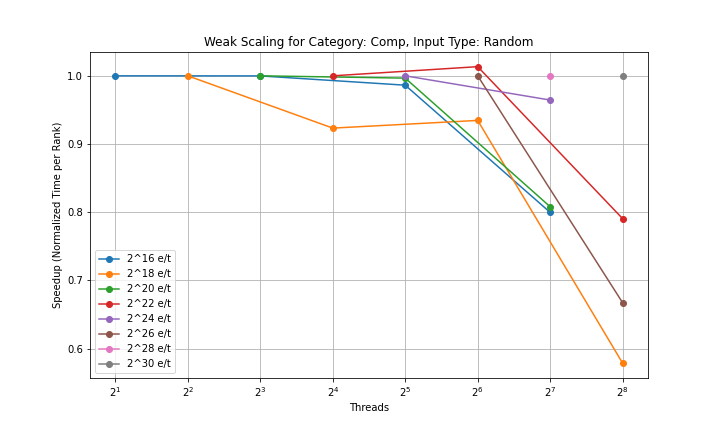 Weak Scaling for Category: Comp, Input Type: Random
Speedup (Normalized Time per Rank)
1.0
0.9
0.8
0.7
0.6
2^16 e/t
2^18 e/t
2^20 e/t
2^22 e/t
2^24 e/t
2^26 e/t
2^28 e/t
2^30 e/t
2¹ 2² 2³ 2⁴ 2⁵ 2⁶ 2⁷ 2⁸
Threads